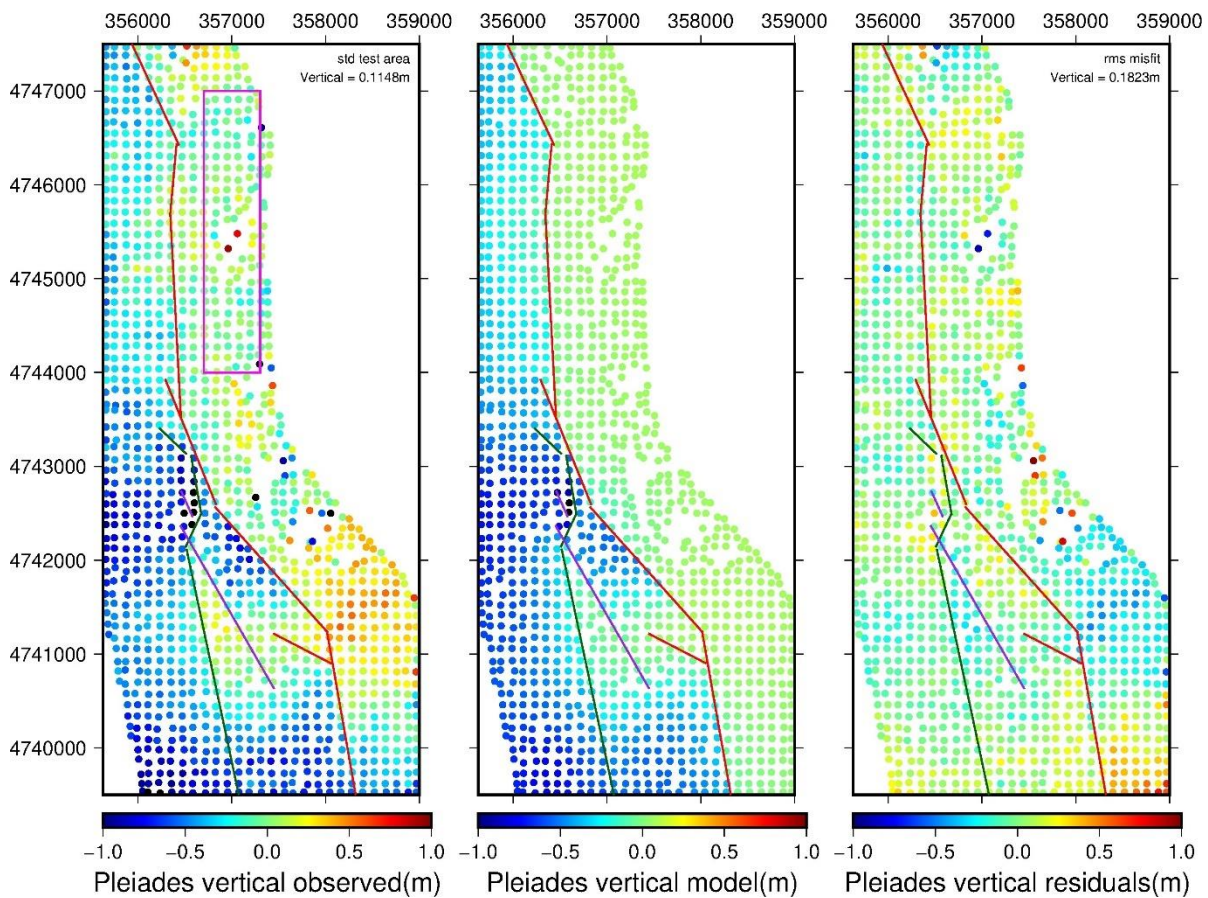 356000 357000 358000 359000 356000 357000 358000 359000 356000 357000 358000 359000
std test area
Vertical = 0.1148m
rms misfit
Vertical = 0.1823m
4747000
4746000
4745000
4744000
4743000
4742000
4741000
4740000
−1.0 −0.5 0.0 0.5 1.0 −1.0 −0.5 0.0 0.5 1.0 −1.0 −0.5 0.0 0.5 1.0
Pleiades vertical observed(m) Pleiades vertical model(m) Pleiades vertical residuals(m)